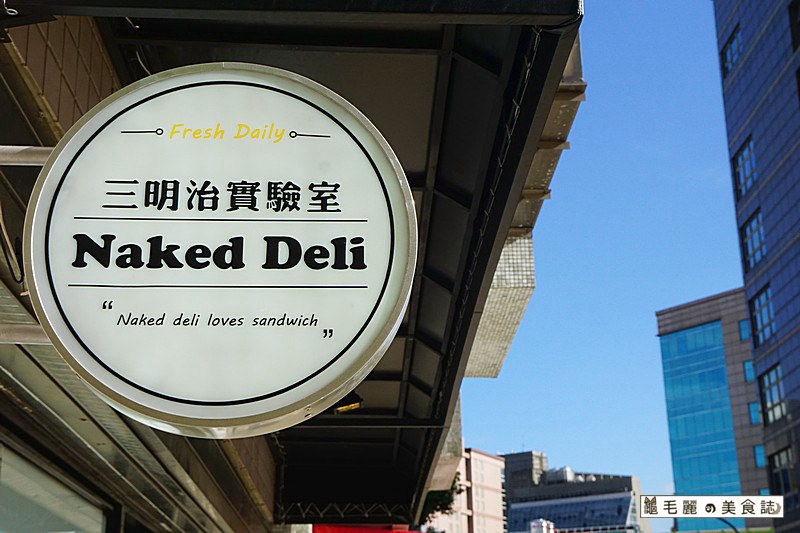 Fresh Daily
三明治實驗室
Naked Deli
“Naked deli loves sandwich”
龜毛麗の美食誌